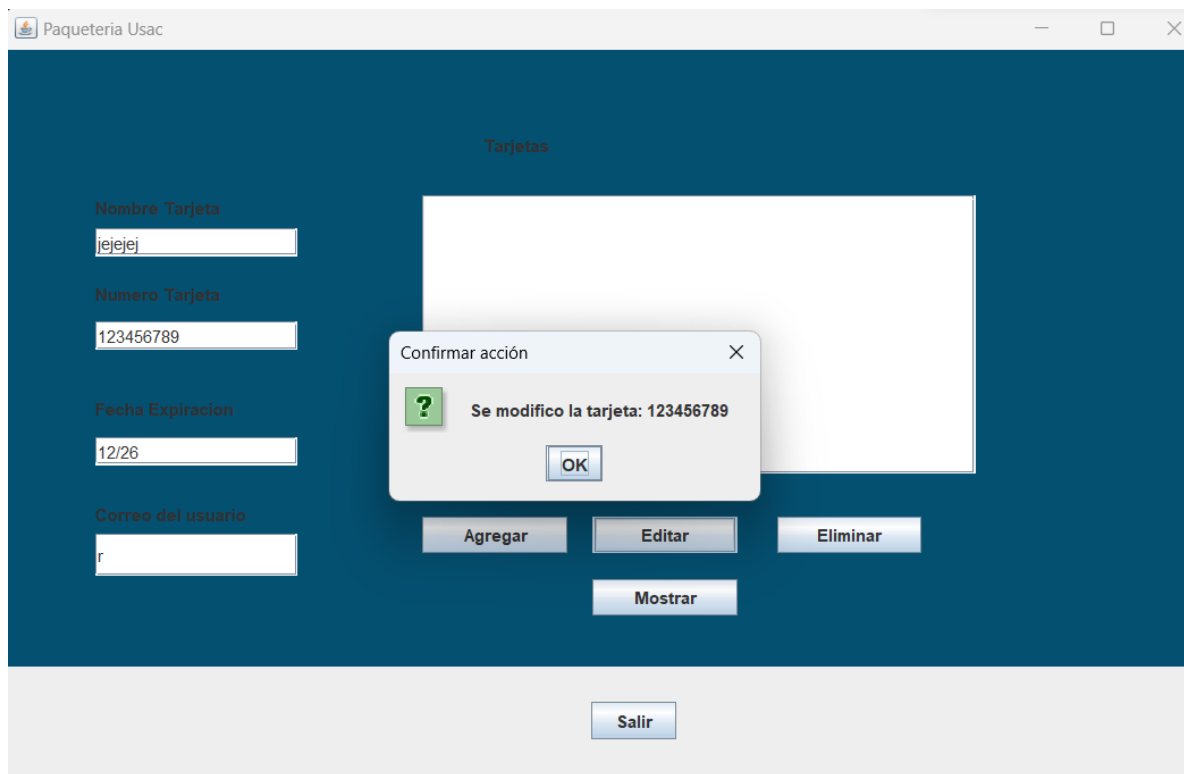 Paqueteria Usac
Tarjetas
Nombre Tarjeta
jejejej
Numero Tarjeta
123456789
Fecha Expiracion
12/26
Correo del usuario
r
Confirmar acción
?
Se modifico la tarjeta: 123456789
OK
Agregar
Editar
Eliminar
Mostrar
Salir